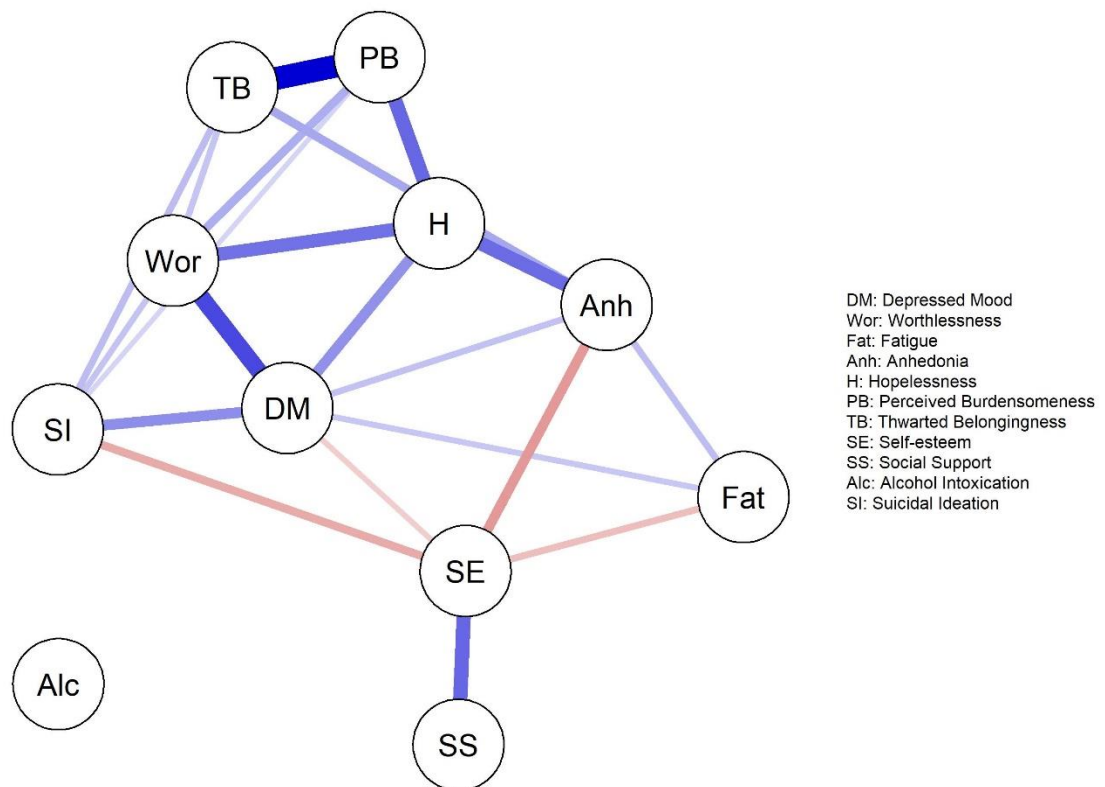 PB
TB
H
Wor
Anh
DM
SI
Fat
SE
Alc
SS
DM: Depressed Mood
Wor: Worthlessness
Fat: Fatigue
Anh: Anhedonia
H: Hopelessness
PB: Perceived Burdensomeness
TB: Thwarted Belongingness
SE: Self-esteem
SS: Social Support
Alc: Alcohol Intoxication
SI: Suicidal Ideation